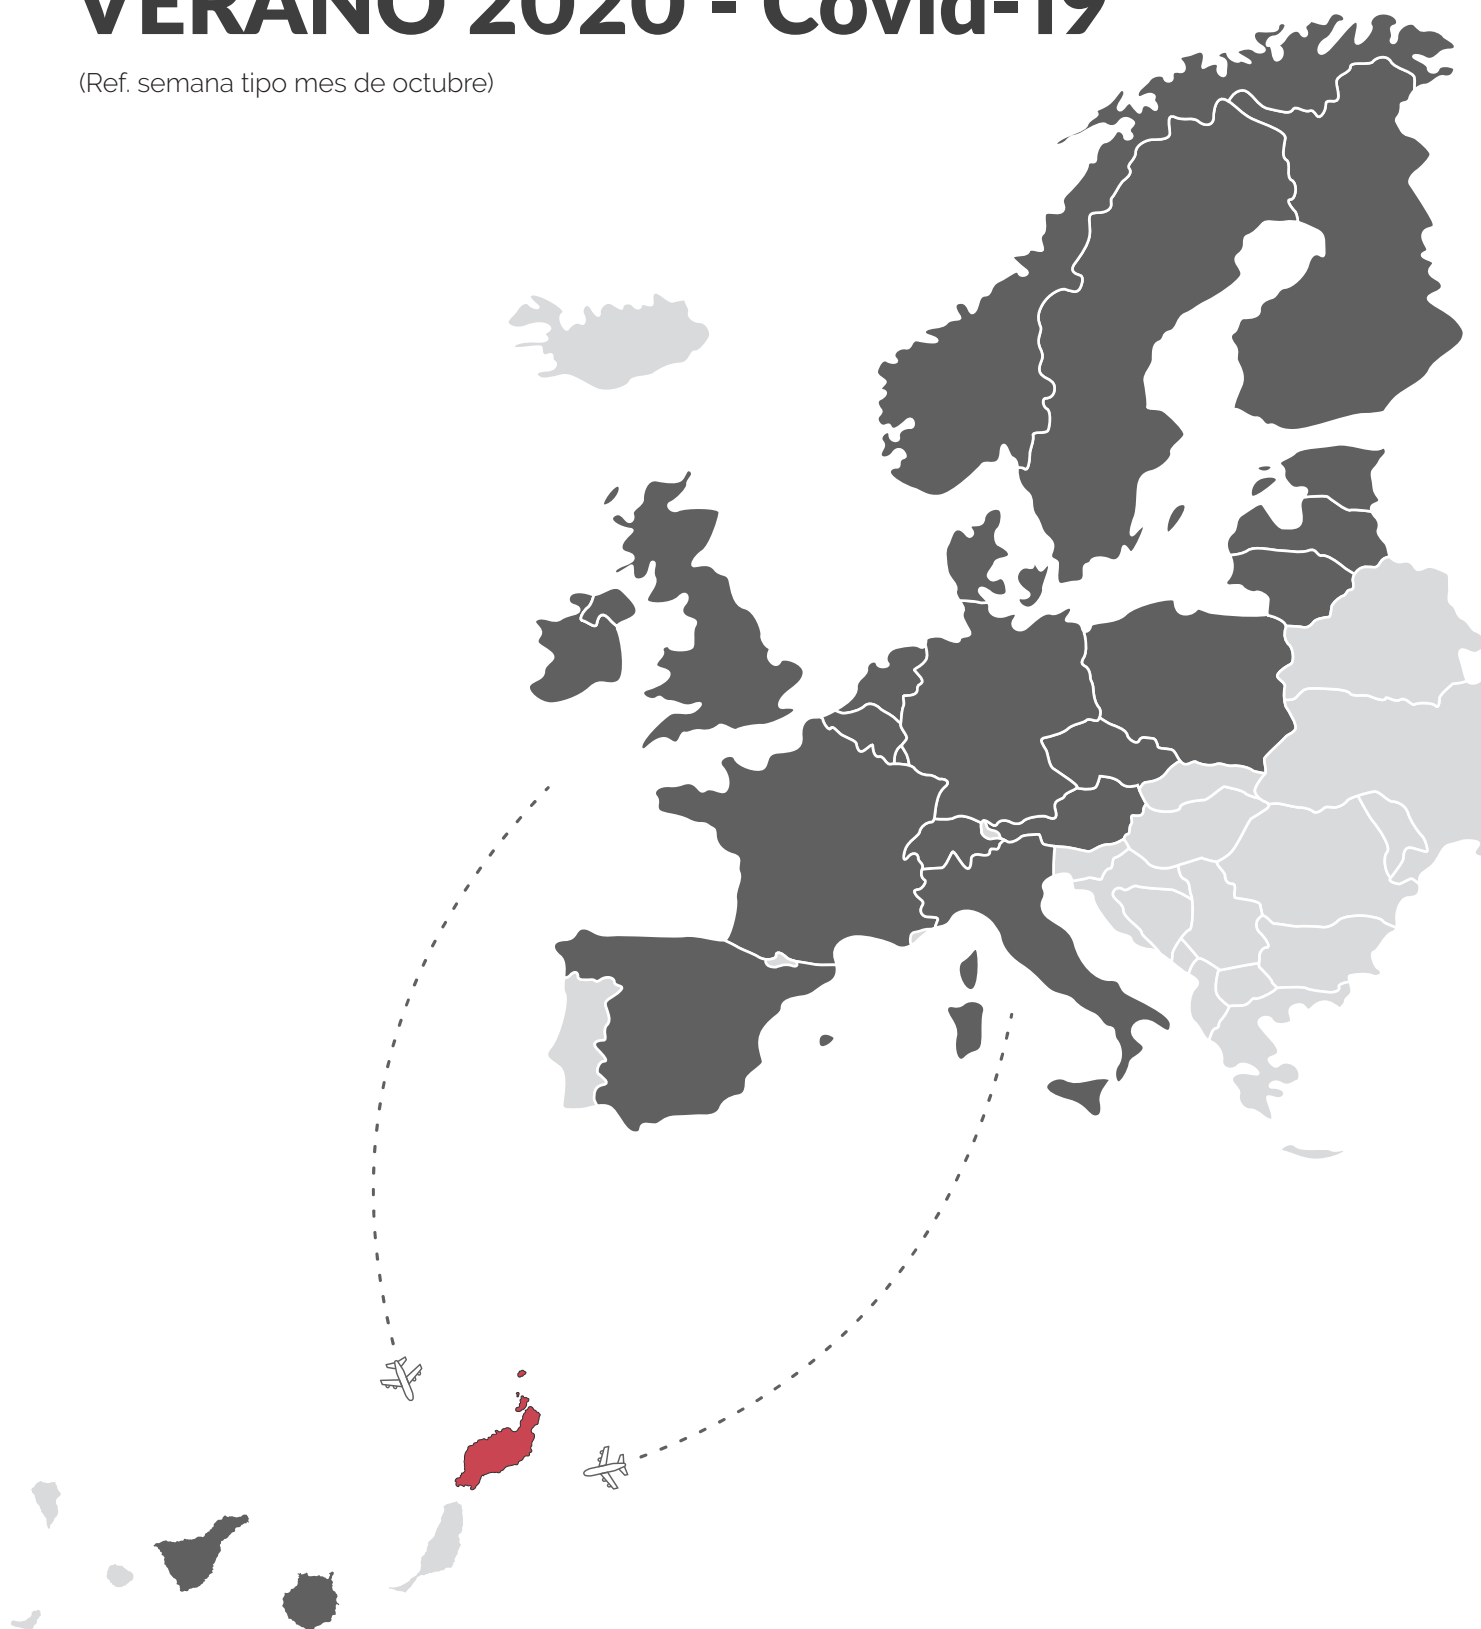 VERANO 2020 - Covid-19
(Ref. semana tipo mes de octubre)